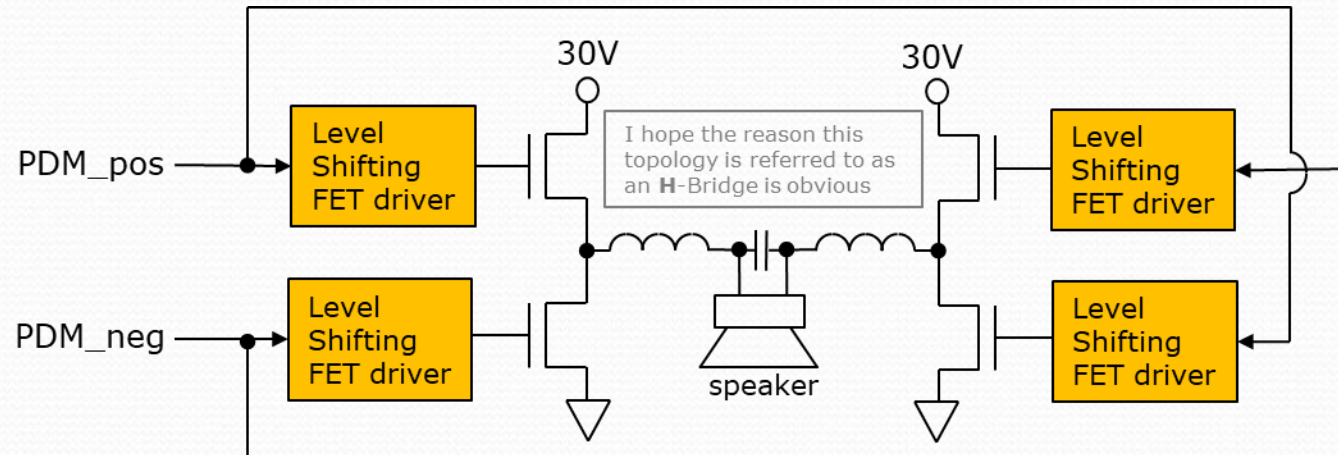 30V
30V
Level
Shifting
FET driver
I hope the reason this
topology is referred to as
an H-Bridge is obvious
Level
Shifting
FET driver
PDM_pos
Level
Shifting
FET driver
Level
Shifting
FET driver
PDM_neg
speaker